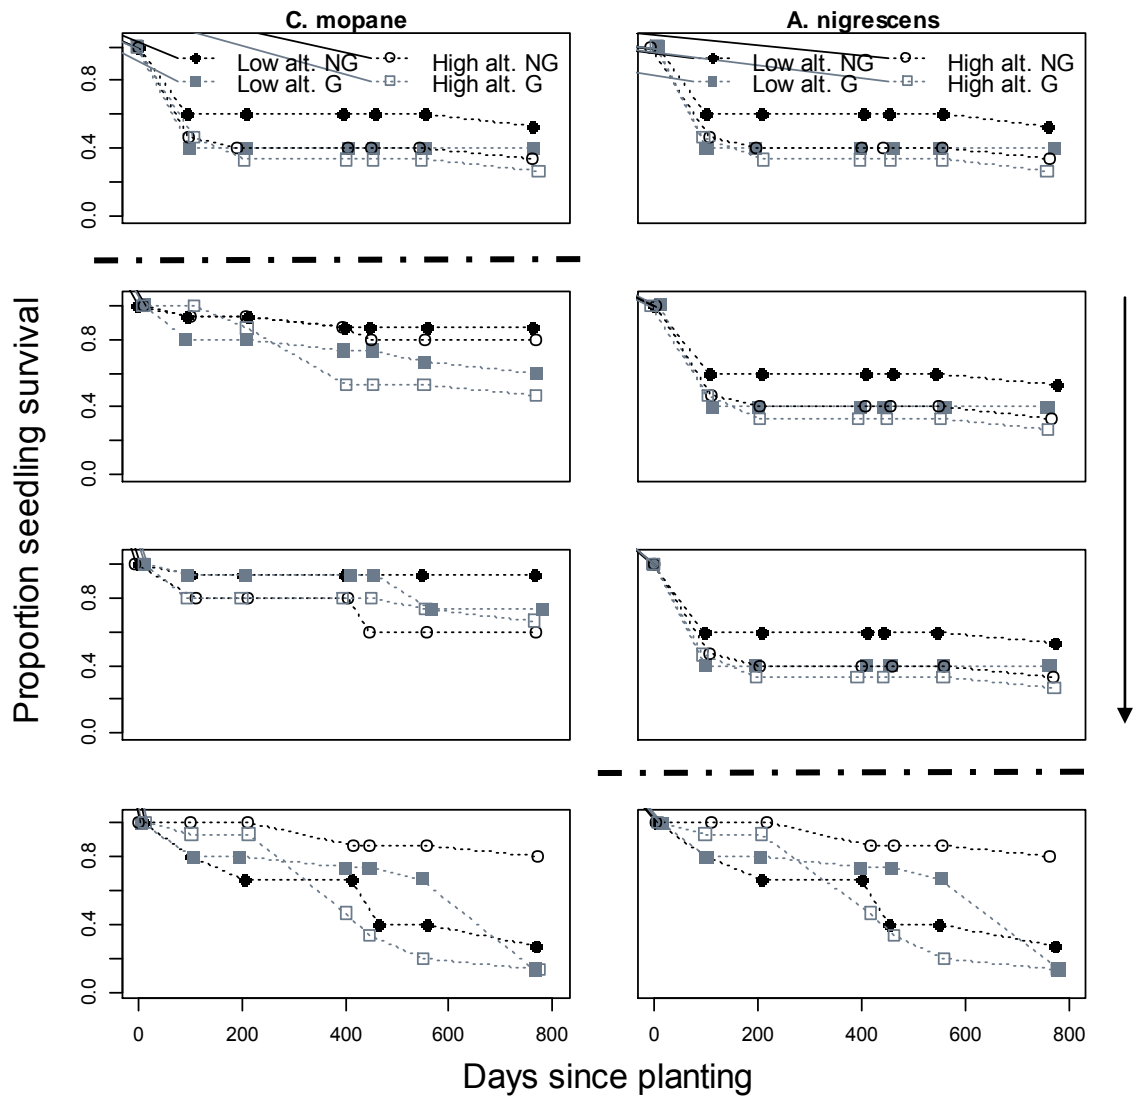 C. mopane
A. nigrescens
Low alt. NG
High alt. NG
Low alt. G
High alt. G
Low alt. NG
High alt. NG
Low alt. G
High alt. G
0.8
0.4
0.0
0.8
0.4
0.0
0.8
0.4
0.0
0.8
0.4
0.0
Proportion seedling survival
0 200 400 600 800
0 200 400 600 800
Days since planting